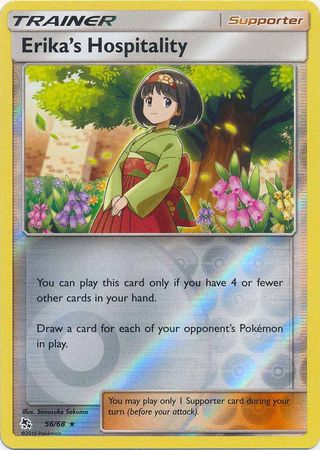 TRAINER Supporter
Erika's Hospitality
You can play this card only if you have 4 or fewer
other cards in your hand.
Draw a card for each of your opponent's Pokémon
in play.
Illus. Sanosuke Sakuma
56/68 ★
©2019 Pokémon
You may play only 1 Supporter card during your
turn (before your attack).